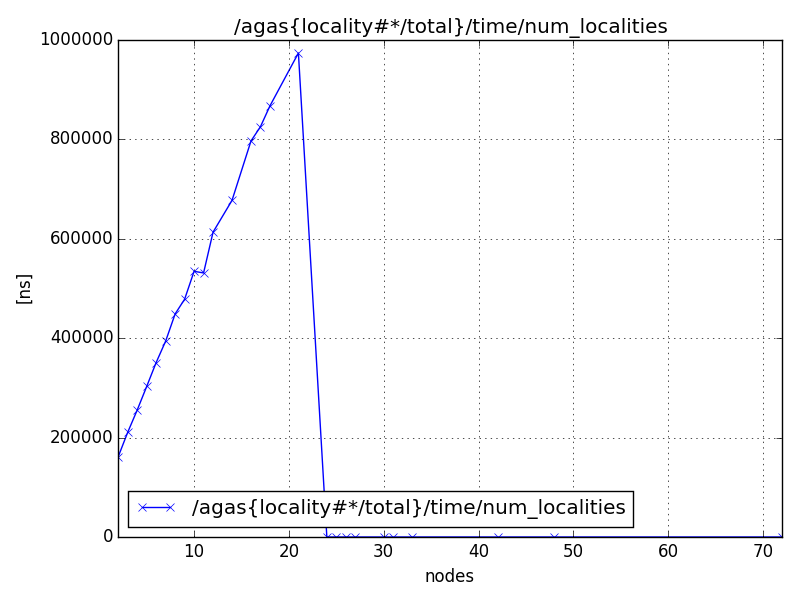 /agas{locality#*/total}/time/num_localities
1000000
800000
600000
400000
200000
0
[ns]
/agas{locality#*/total}/time/num_localities
10 20 30 40 50 60 70
nodes